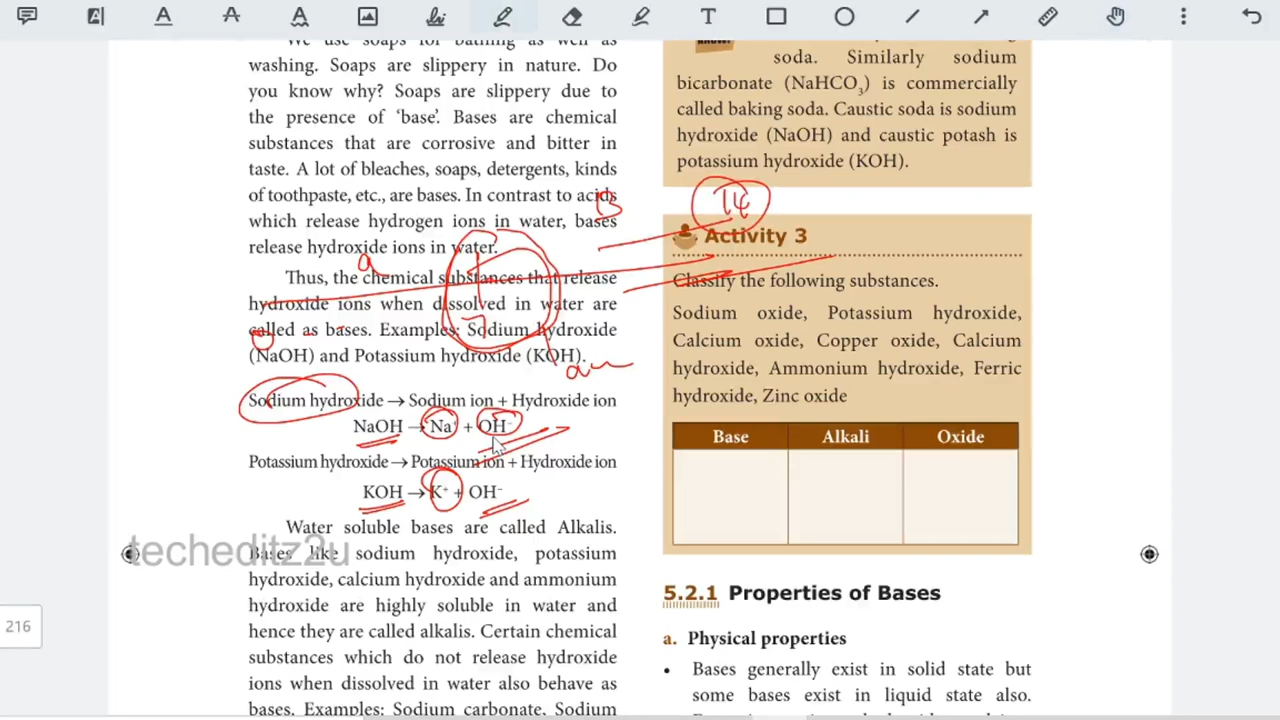 We use soaps for bathing as well as
washing. Soaps are slippery in nature. Do
you know why? Soaps are slippery due to
the presence of ‘base’. Bases are chemical
substances that are corrosive and bitter in
taste. A lot of bleaches, soaps, detergents, kinds
of toothpaste, etc., are bases. In contrast to acids
which release hydrogen ions in water, bases
release hydroxide ions in water.
Thus, the chemical substances that release
hydroxide ions when dissolved in water are
called as bases. Examples: Sodium hydroxide
(NaOH) and Potassium hydroxide (KOH).
Sodium hydroxide → Sodium ion + Hydroxide ion
NaOH → Na⁺ + OH⁻
Potassium hydroxide → Potassium ion + Hydroxide ion
KOH → K⁺ + OH⁻
Water soluble bases are called Alkalis.
Bases like sodium hydroxide, potassium
hydroxide, calcium hydroxide and ammonium
hydroxide are highly soluble in water and
hence they are called alkalis. Certain chemical
substances which do not release hydroxide
ions when dissolved in water also behave as
bases. Examples: Sodium carbonate, Sodium
techeditz2u
216
a
0
7
B
14
KNOW?
soda. Similarly sodium
bicarbonate (NaHCO₃) is commercially
called baking soda. Caustic soda is sodium
hydroxide (NaOH) and caustic potash is
potassium hydroxide (KOH).
Activity 3
Classify the following substances.
Sodium oxide, Potassium hydroxide,
Calcium oxide, Copper oxide, Calcium
hydroxide, Ammonium hydroxide, Ferric
hydroxide, Zinc oxide
Base Alkali Oxide
5.2.1 Properties of Bases
a. Physical properties
• Bases generally exist in solid state but
some bases exist in liquid state also.